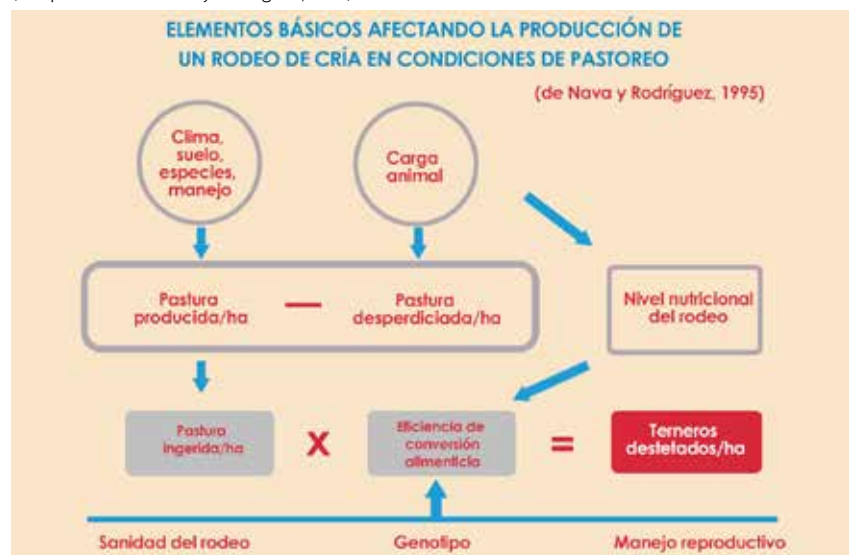 ELEMENTOS BÁSICOS AFECTANDO LA PRODUCCIÓN DE
UN RODEO DE CRÍA EN CONDICIONES DE PASTOREO
(de Nava y Rodríguez, 1995)
Clima,
suelo,
especies,
manejo
Carga
animal
Pastura
producida/ha
—
Pastura
desperdiciada/ha
Nivel nutricional
del rodeo
Pastura
ingerida/ha
X
Eficiencia de
conversión
alimenticia
=
Terneros
destetados/ha
Sanidad del rodeo
Genotipo
Manejo reproductivo